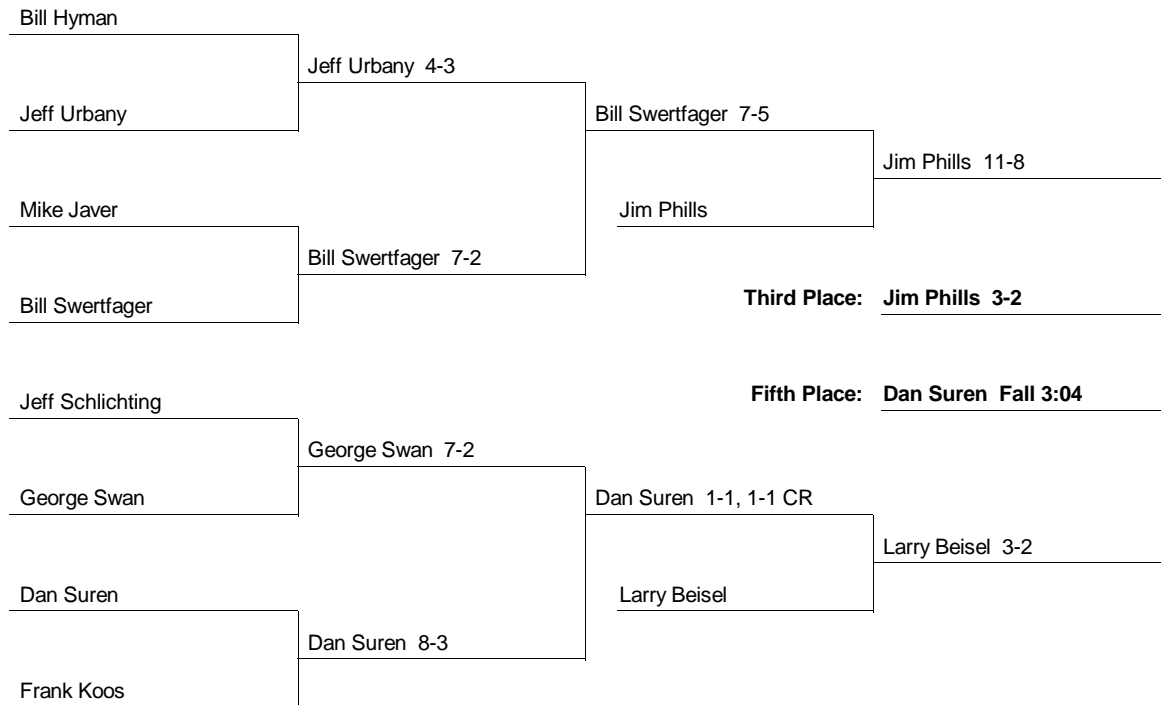 Bill Hyman
Jeff Urbany 4-3
Jeff Urbany
Bill Swertfager 7-5
Jim Phills 11-8
Mike Javer
Jim Phills
Bill Swertfager 7-2
Bill Swertfager
Third Place: Jim Phills 3-2
Jeff Schlichting
Fifth Place: Dan Suren Fall 3:04
George Swan 7-2
George Swan
Dan Suren 1-1, 1-1 CR
Larry Beisel 3-2
Dan Suren
Larry Beisel
Dan Suren 8-3
Frank Koos